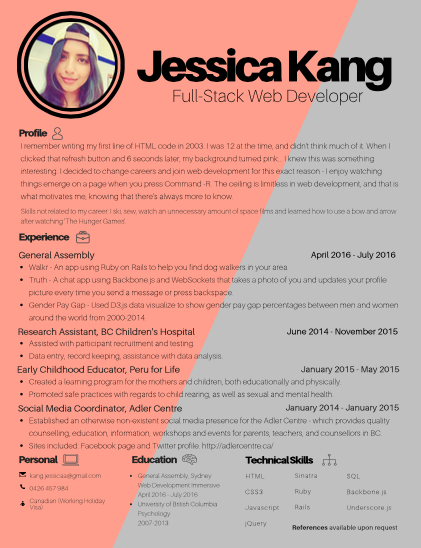 Jessica Kang
Full-Stack Web Developer
Profile
I remember writing my first line of HTML code in 2003. I was 12 at the time, and didn't think much of it. When I
clicked that refresh button and 6 seconds later, my background turned pink... I knew this was something
interesting. I decided to change careers and join web development for this exact reason - I enjoy watching
things emerge on a page when you press Command -R. The ceiling is limitless in web development, and that is
what motivates me, knowing that there's always more to know.
Skills not related to my career: I ski, sew, watch an unnecessary amount of space films and learned how to use a bow and arrow
after watching 'The Hunger Games'.
Experience
General Assembly April 2016 - July 2016
Walkr - An app using Ruby on Rails to help you find dog walkers in your area
Truth - A chat app using Backbone.js and WebSockets that takes a photo of you and updates your profile
picture every time you send a message or press backspace.
Gender Pay Gap - Used D3.js data visualize to show gender pay gap percentages between men and women
around the world from 2000-2014.
Research Assistant, BC Children's Hospital June 2014 - November 2015
Assisted with participant recruitment and testing
Data entry, record keeping, assistance with data analysis.
Early Childhood Educator, Peru for Life January 2015 - May 2015
Created a learning program for the mothers and children, both educationally and physically.
Promoted safe practices with regards to child rearing, as well as sexual and mental health.
Social Media Coordinator, Adler Centre January 2014 - January 2015
Established an otherwise non-existent social media presence for the Adler Centre - which provides quality
counselling, education, information, workshops and events for parents, teachers, and counsellors in BC.
Sites included: Facebook page and Twitter profile. http://adlercentre.ca/
Personal
kang.jessicaa@gmail.com
0426 467 984
Canadian (Working Holiday
Visa)
Education
General Assembly, Sydney
Web Development Immersive
April 2016 - July 2016
University of British Columbia
Psychology
2007-2013
Technical Skills
HTML Sinatra SQL
CSS3 Ruby Backbone.js
Javascript Rails Underscore.js
jQuery
References available upon request